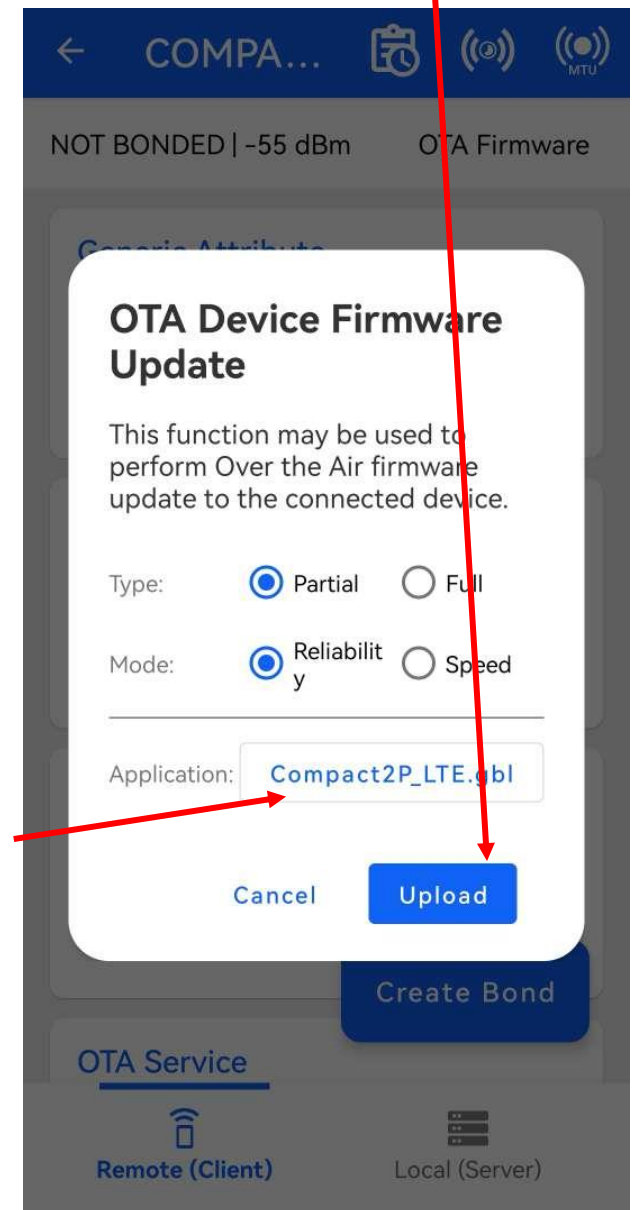 COMPA...
MTU
NOT BONDED | -55 dBm OTA Firmware
Generic Attribute
OTA Device Firmware
Update
This function may be used to
perform Over the Air firmware
update to the connected device.
Type: Partial Full
Mode: Reliabilit
y Speed
Application: Compact2P_LTE.gbl
Cancel Upload
Create Bond
OTA Service
Remote (Client) Local (Server)